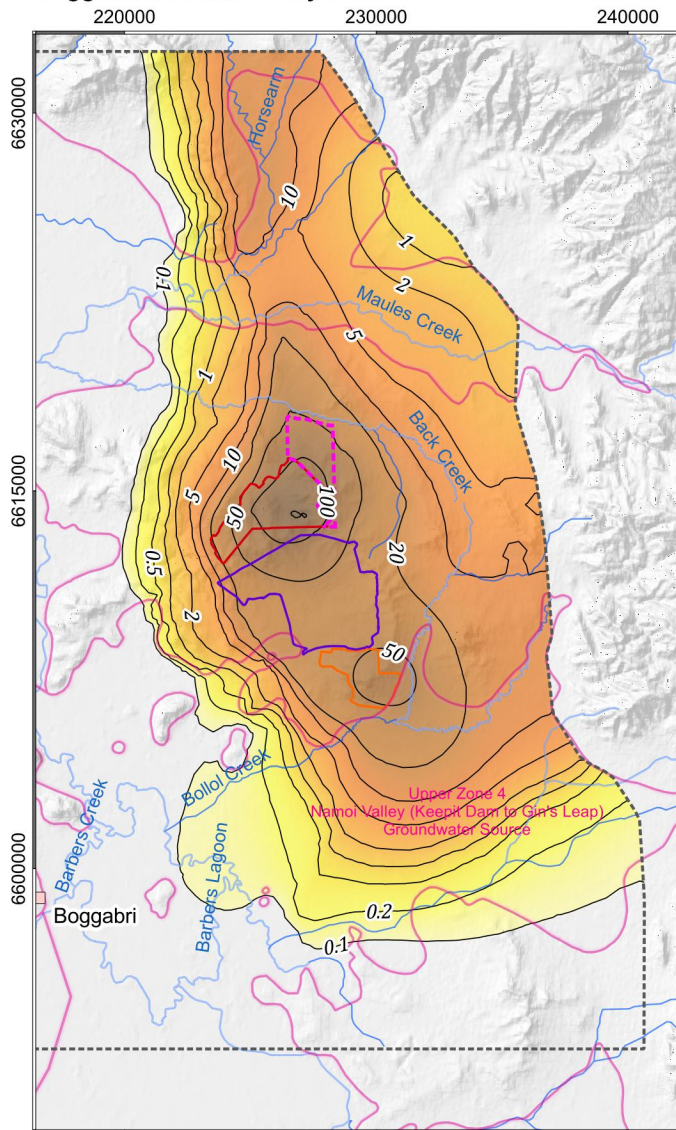 220000
230000
240000
6630000
Horsearm
10
1
0.1
2
Maules Creek
5
1
Back Creek
10
5
50
100
6615000
20
0.5
2
50
Bollol Creek
Upper Zone 4
Namoi Valley (Keepit Dam to Gin's Leap)
Groundwater Source
Barbers Creek
Barbers Lagoon
6600000
Boggabri
0.2
0.1